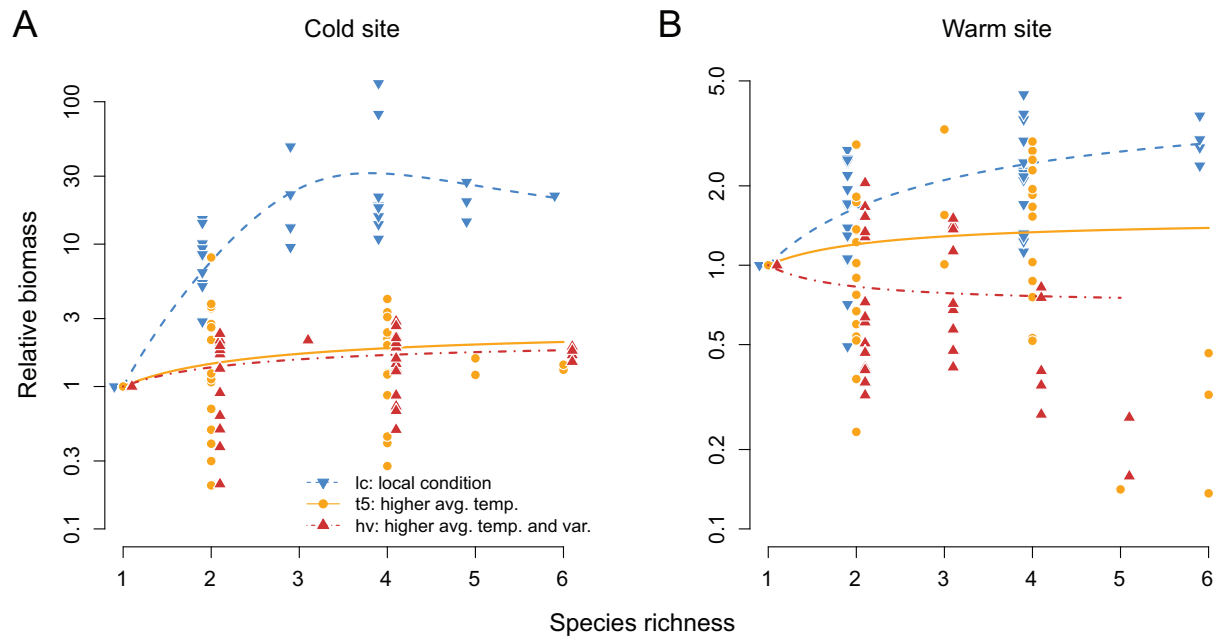 A
Cold site
B
Warm site
Relative biomass
100
30
10
3
1
0.3
0.1
5.0
2.0
1.0
0.5
0.2
0.1
lc: local condition
t5: higher avg. temp.
hv: higher avg. temp. and var.
1 2 3 4 5 6
1 2 3 4 5 6
Species richness